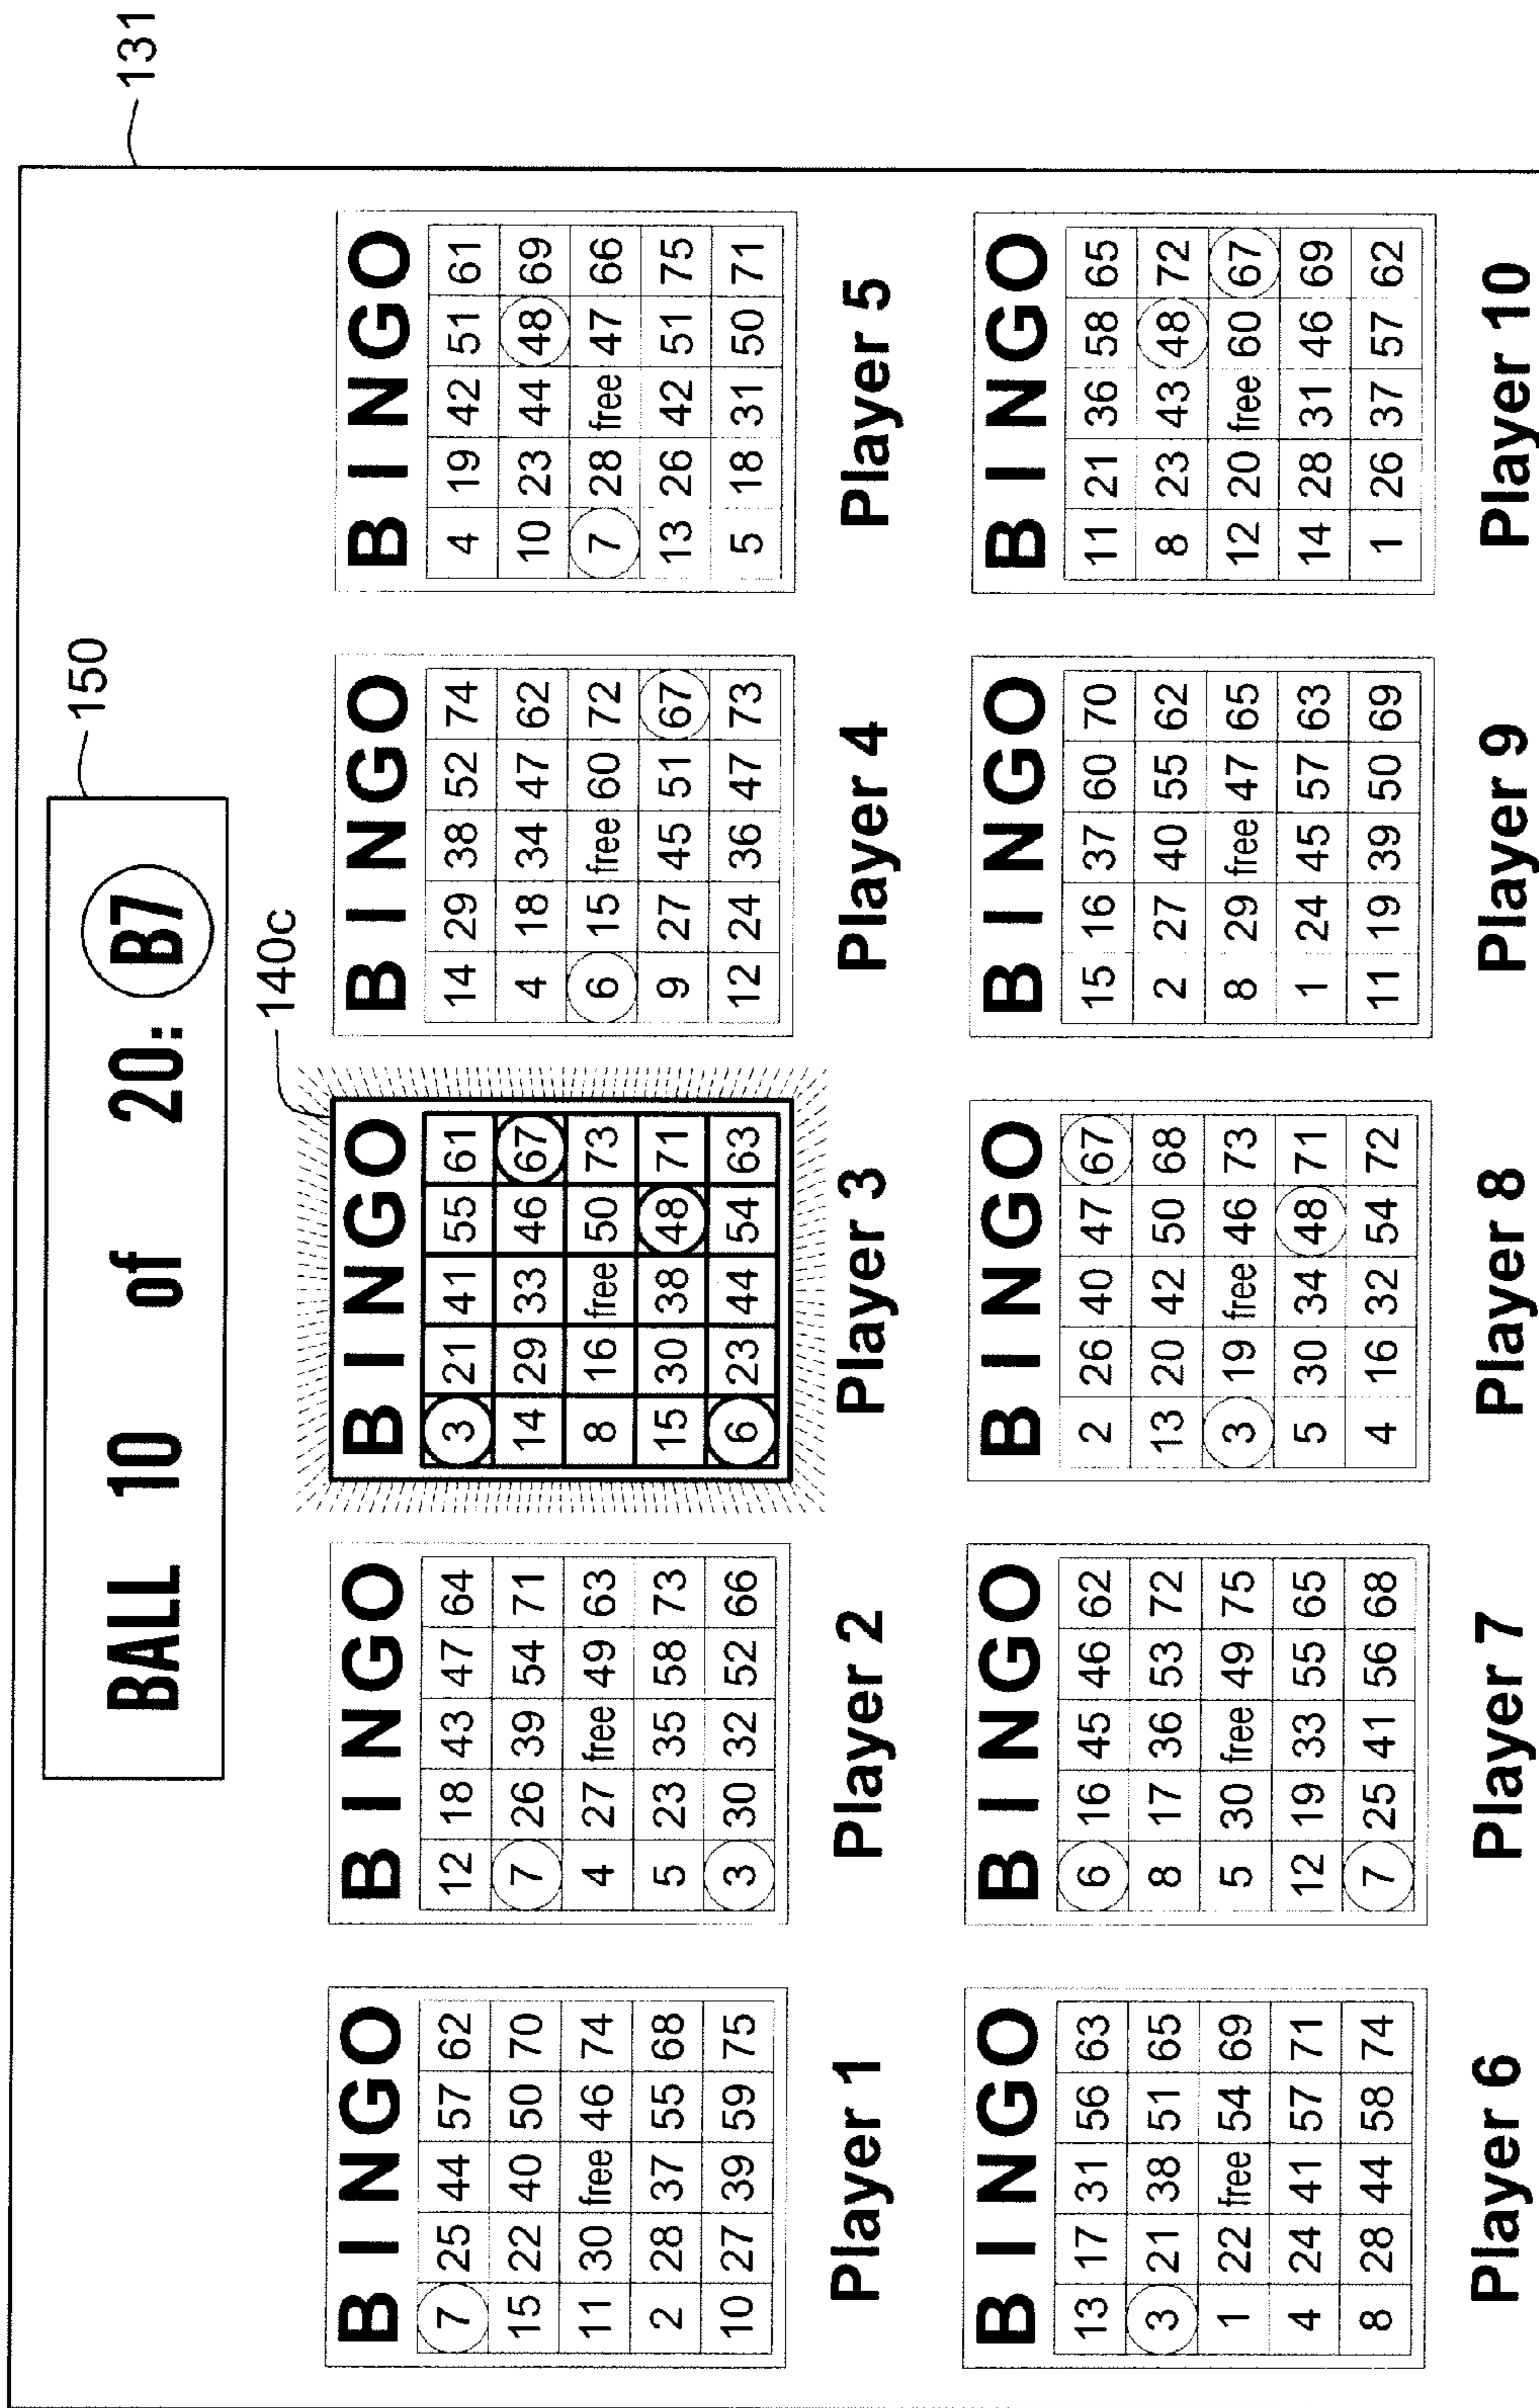 131
150
BALL 10 of 20: B7
140c
B I N G O
7 25 44 57 62
15 22 40 50 70
11 30 free 46 74
2 28 37 55 68
10 27 39 59 75
Player 1
B I N G O
12 18 43 47 64
7 26 39 54 71
4 27 free 49 63
5 23 35 58 73
3 30 32 52 66
Player 2
B I N G O
3 21 41 55 61
14 29 33 46 67
8 16 free 50 73
15 30 38 48 71
6 23 44 54 63
Player 3
B I N G O
14 29 38 52 74
4 18 34 47 62
6 15 free 60 72
9 27 45 51 67
12 24 36 47 73
Player 4
B I N G O
4 19 42 51 61
10 23 44 48 69
7 28 free 47 66
13 26 42 51 75
5 18 31 50 71
Player 5
B I N G O
13 17 31 56 63
3 21 38 51 65
1 22 free 54 69
4 24 41 57 71
8 28 44 58 74
Player 6
B I N G O
6 16 45 46 62
8 17 36 53 72
5 30 free 49 75
12 19 33 55 65
7 25 41 56 68
Player 7
B I N G O
2 26 40 47 67
13 20 42 50 68
3 19 free 46 73
5 30 34 48 71
4 16 32 54 72
Player 8
B I N G O
15 16 37 60 70
2 27 40 55 62
8 29 free 47 65
1 24 45 57 63
11 19 39 50 69
Player 9
B I N G O
11 21 36 58 65
8 23 43 48 72
12 20 free 60 67
14 28 31 46 69
1 26 37 57 62
Player 10